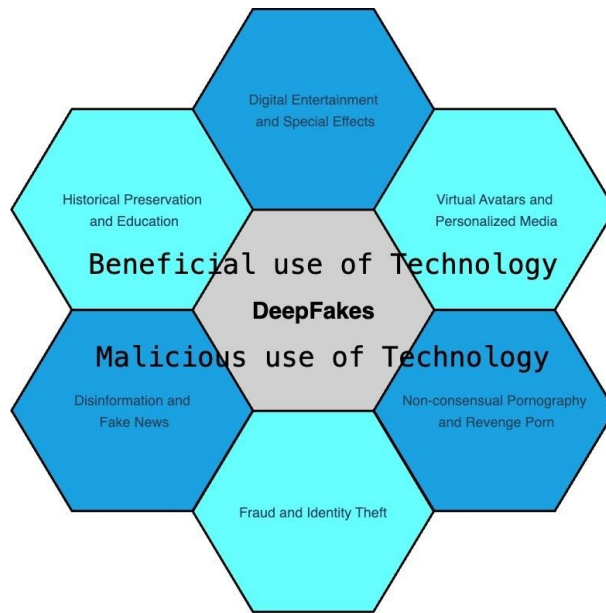 Digital Entertainment
and Special Effects
Historical Preservation
and Education
Virtual Avatars and
Personalized Media
Beneficial use of Technology
DeepFakes
Malicious use of Technology
Disinformation and
Fake News
Non-consensual Pornography
and Revenge Porn
Fraud and Identity Theft